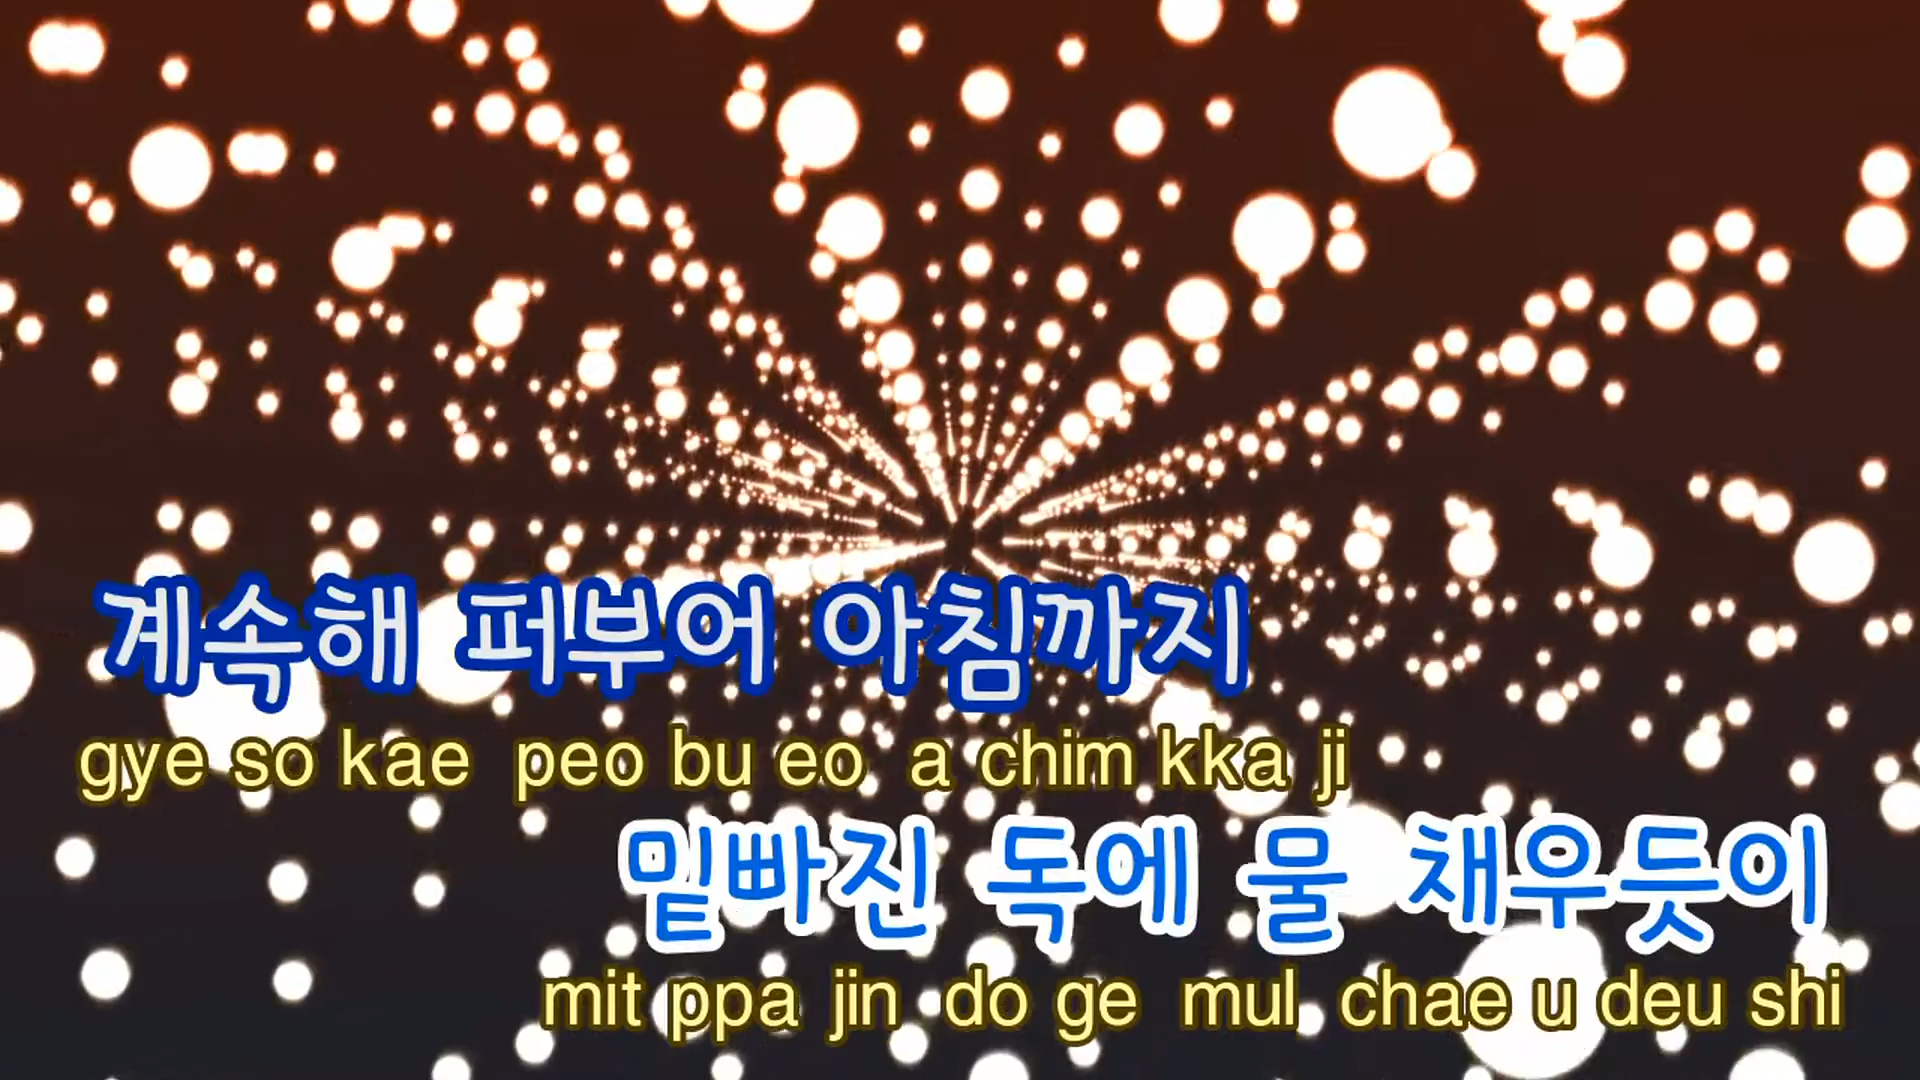 계속해 퍼부어 아침까지
gye so kae peo bu eo a chim kka ji
밑빠진 독에 물 채우듯이
mit ppa jin do ge mul chae u deu shi